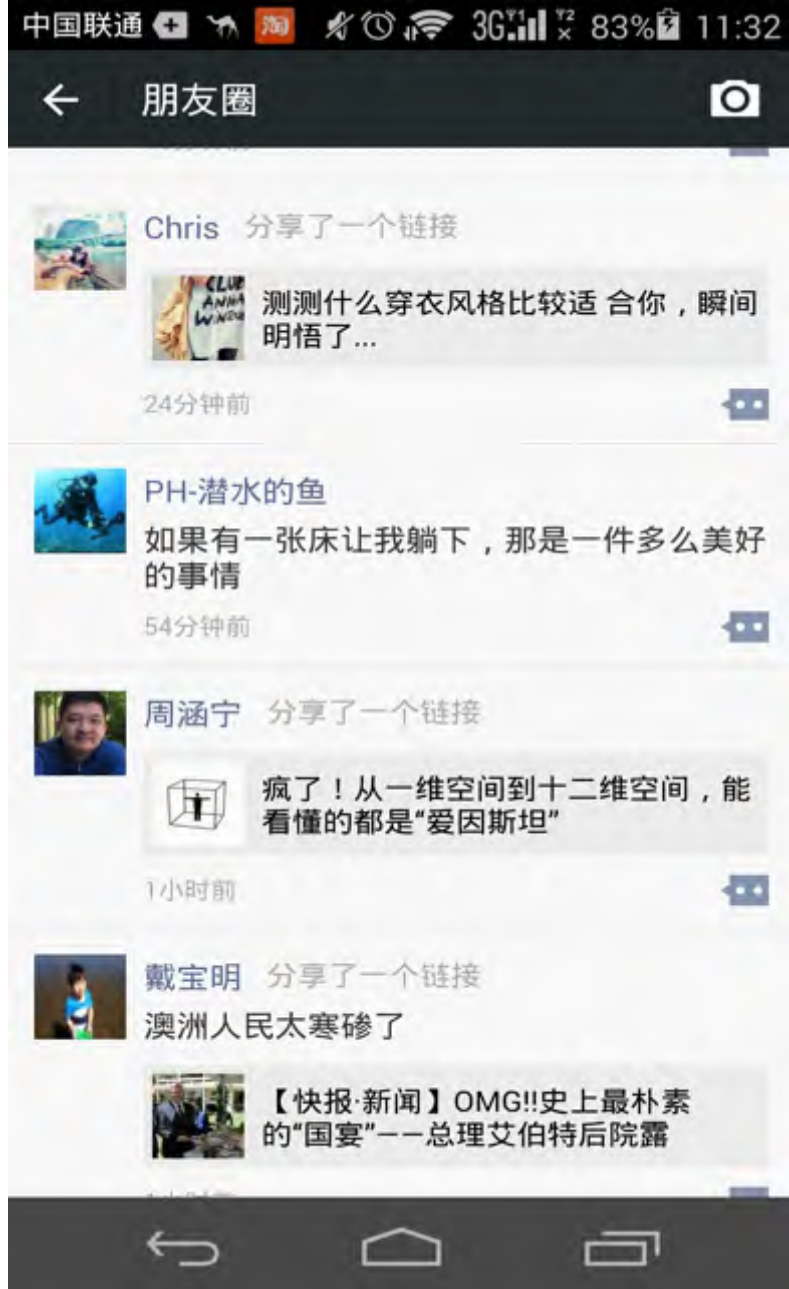 中国联通 淘 3G 83% 11:32
朋友圈
Chris 分享了一个链接
CLUB
ANNA
测测什么穿衣风格比较适 合你，瞬间
明悟了...
24分钟前
PH-潜水的鱼
如果有一张床让我躺下，那是一件多么美好
的事情
54分钟前
周涵宁 分享了一个链接
疯了！从一维空间到十二维空间，能
看懂的都是“爱因斯坦”
1小时前
戴宝明 分享了一个链接
澳洲人民太寒碜了
【快报·新闻】OMG!!史上最朴素
的“国宴”——总理艾伯特后院露